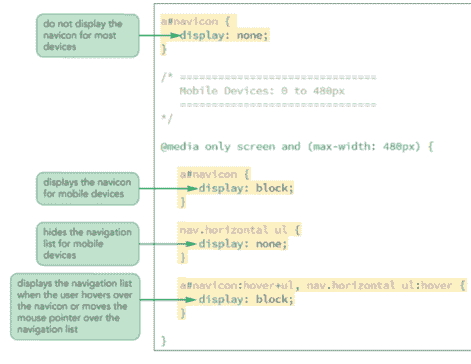 do not display the
navicon for most
devices
a#navicon {
display: none;
}
/* ===============================
Mobile Devices: 0 to 480px
===============================
*/
@media only screen and (max-width: 480px) {
displays the navicon
for mobile devices
a#navicon {
display: block;
}
hides the navigation
list for mobile
devices
nav.horizontal ul {
display: none;
}
displays the navigation list
when the user hovers over
the navicon or moves the
mouse pointer over the
navigation list
a#navicon:hover+ul, nav.horizontal ul:hover {
display: block;
}
}